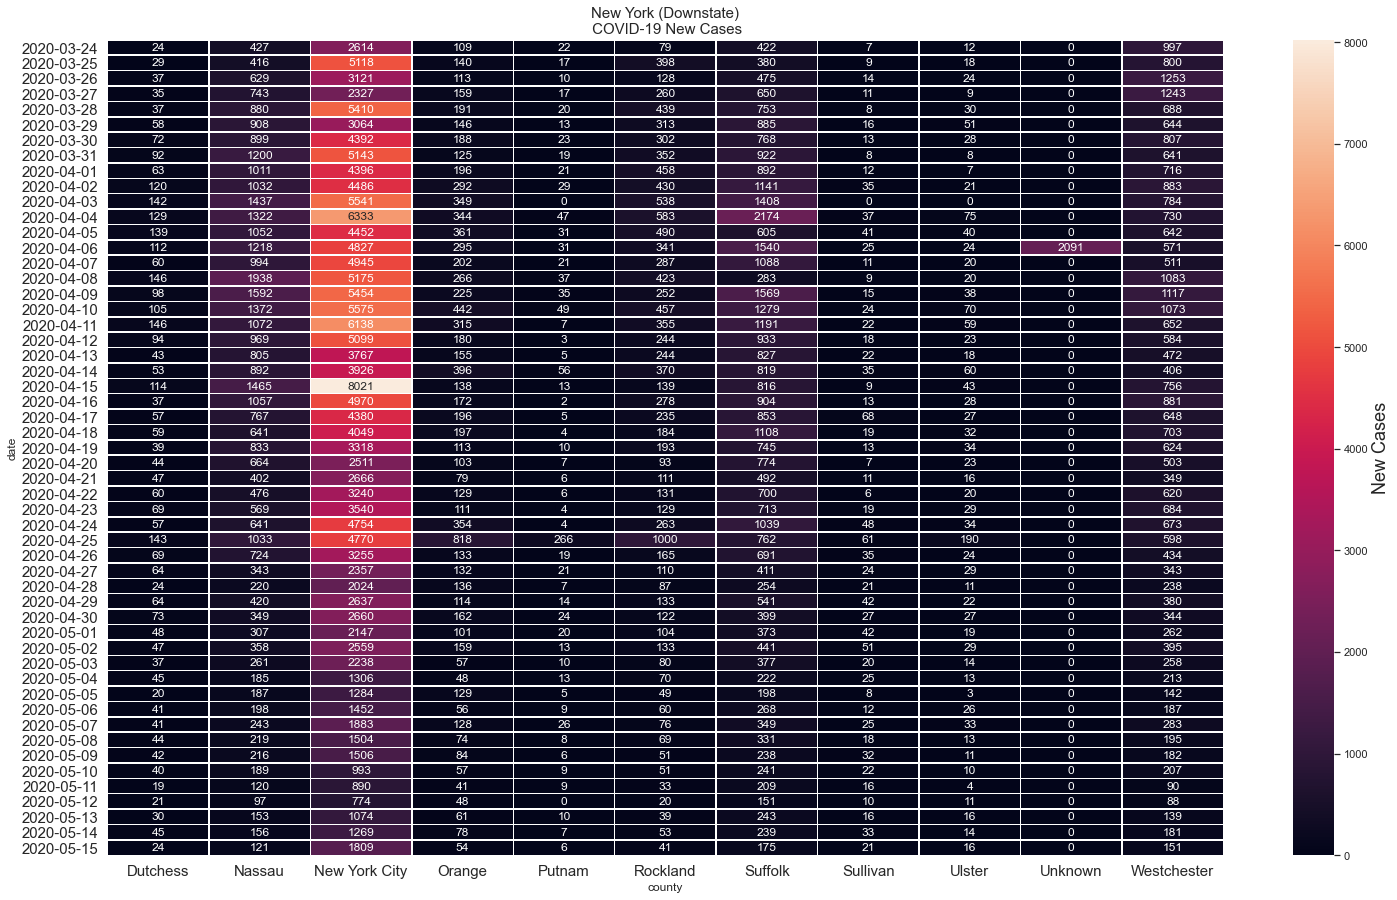 New York (Downstate)
COVID-19 New Cases
2020-03-24 24 427 2614 109 22 79 422 7 12 0 997
2020-03-25 29 416 5118 140 17 398 380 9 18 0 800
2020-03-26 37 629 3121 113 10 128 475 14 24 0 1253
2020-03-27 35 743 2327 159 17 260 650 11 9 0 1243
2020-03-28 37 880 5410 191 20 439 753 8 30 0 688
2020-03-29 58 908 3064 146 13 313 885 16 51 0 644
2020-03-30 72 899 4392 188 23 302 768 13 28 0 807
2020-03-31 92 1200 5143 125 19 352 922 8 8 0 641
2020-04-01 63 1011 4396 196 21 458 892 12 7 0 716
2020-04-02 120 1032 4486 292 29 430 1141 35 21 0 883
2020-04-03 142 1437 5541 349 0 538 1408 0 0 0 784
2020-04-04 129 1322 6333 344 47 583 2174 37 75 0 730
2020-04-05 139 1052 4452 361 31 490 605 41 40 0 642
2020-04-06 112 1218 4827 295 31 341 1540 25 24 2091 571
2020-04-07 60 994 4945 202 21 287 1088 11 20 0 511
2020-04-08 146 1938 5175 266 37 423 283 9 20 0 1083
2020-04-09 98 1592 5454 225 35 252 1569 15 38 0 1117
2020-04-10 105 1372 5575 442 49 457 1279 24 70 0 1073
2020-04-11 146 1072 6138 315 7 355 1191 22 59 0 652
2020-04-12 94 969 5099 180 3 244 933 18 23 0 584
2020-04-13 43 805 3767 155 5 244 827 22 18 0 472
2020-04-14 53 892 3926 396 56 370 819 35 60 0 406
2020-04-15 114 1465 8021 138 13 139 816 9 43 0 756
2020-04-16 37 1057 4970 172 2 278 904 13 28 0 881
2020-04-17 57 767 4380 196 5 235 853 68 27 0 648
2020-04-18 59 641 4049 197 4 184 1108 19 32 0 703
2020-04-19 39 833 3318 113 10 193 745 13 34 0 624
2020-04-20 44 664 2511 103 7 93 774 7 23 0 503
2020-04-21 47 402 2666 79 6 111 492 11 16 0 349
2020-04-22 60 476 3240 129 6 131 700 6 20 0 620
2020-04-23 69 569 3540 111 4 129 713 19 29 0 684
2020-04-24 57 641 4754 354 4 263 1039 48 34 0 673
2020-04-25 143 1033 4770 818 266 1000 762 61 190 0 598
2020-04-26 69 724 3255 133 19 165 691 35 24 0 434
2020-04-27 64 343 2357 132 21 110 411 24 29 0 343
2020-04-28 24 220 2024 136 7 87 254 21 11 0 238
2020-04-29 64 420 2637 114 14 133 541 42 22 0 380
2020-04-30 73 349 2660 162 24 122 399 27 27 0 344
2020-05-01 48 307 2147 101 20 104 373 42 19 0 262
2020-05-02 47 358 2559 159 13 133 441 51 29 0 395
2020-05-03 37 261 2238 57 10 80 377 20 14 0 258
2020-05-04 45 185 1306 48 13 70 222 25 13 0 213
2020-05-05 20 187 1284 129 5 49 198 8 3 0 142
2020-05-06 41 198 1452 56 9 60 268 12 26 0 187
2020-05-07 41 243 1883 128 26 76 349 25 33 0 283
2020-05-08 44 219 1504 74 8 69 331 18 13 0 195
2020-05-09 42 216 1506 84 6 51 238 32 11 0 182
2020-05-10 40 189 993 57 9 51 241 22 10 0 207
2020-05-11 19 120 890 41 9 33 209 16 4 0 90
2020-05-12 21 97 774 48 0 20 151 10 11 0 88
2020-05-13 30 153 1074 61 10 39 243 16 16 0 139
2020-05-14 45 156 1269 78 7 53 239 33 14 0 181
2020-05-15 24 121 1809 54 6 41 175 21 16 0 151
Dutchess Nassau New York City Orange Putnam Rockland Suffolk Sullivan Ulster Unknown Westchester
county
date
8000
7000
6000
5000
4000
3000
2000
1000
0
New Cases